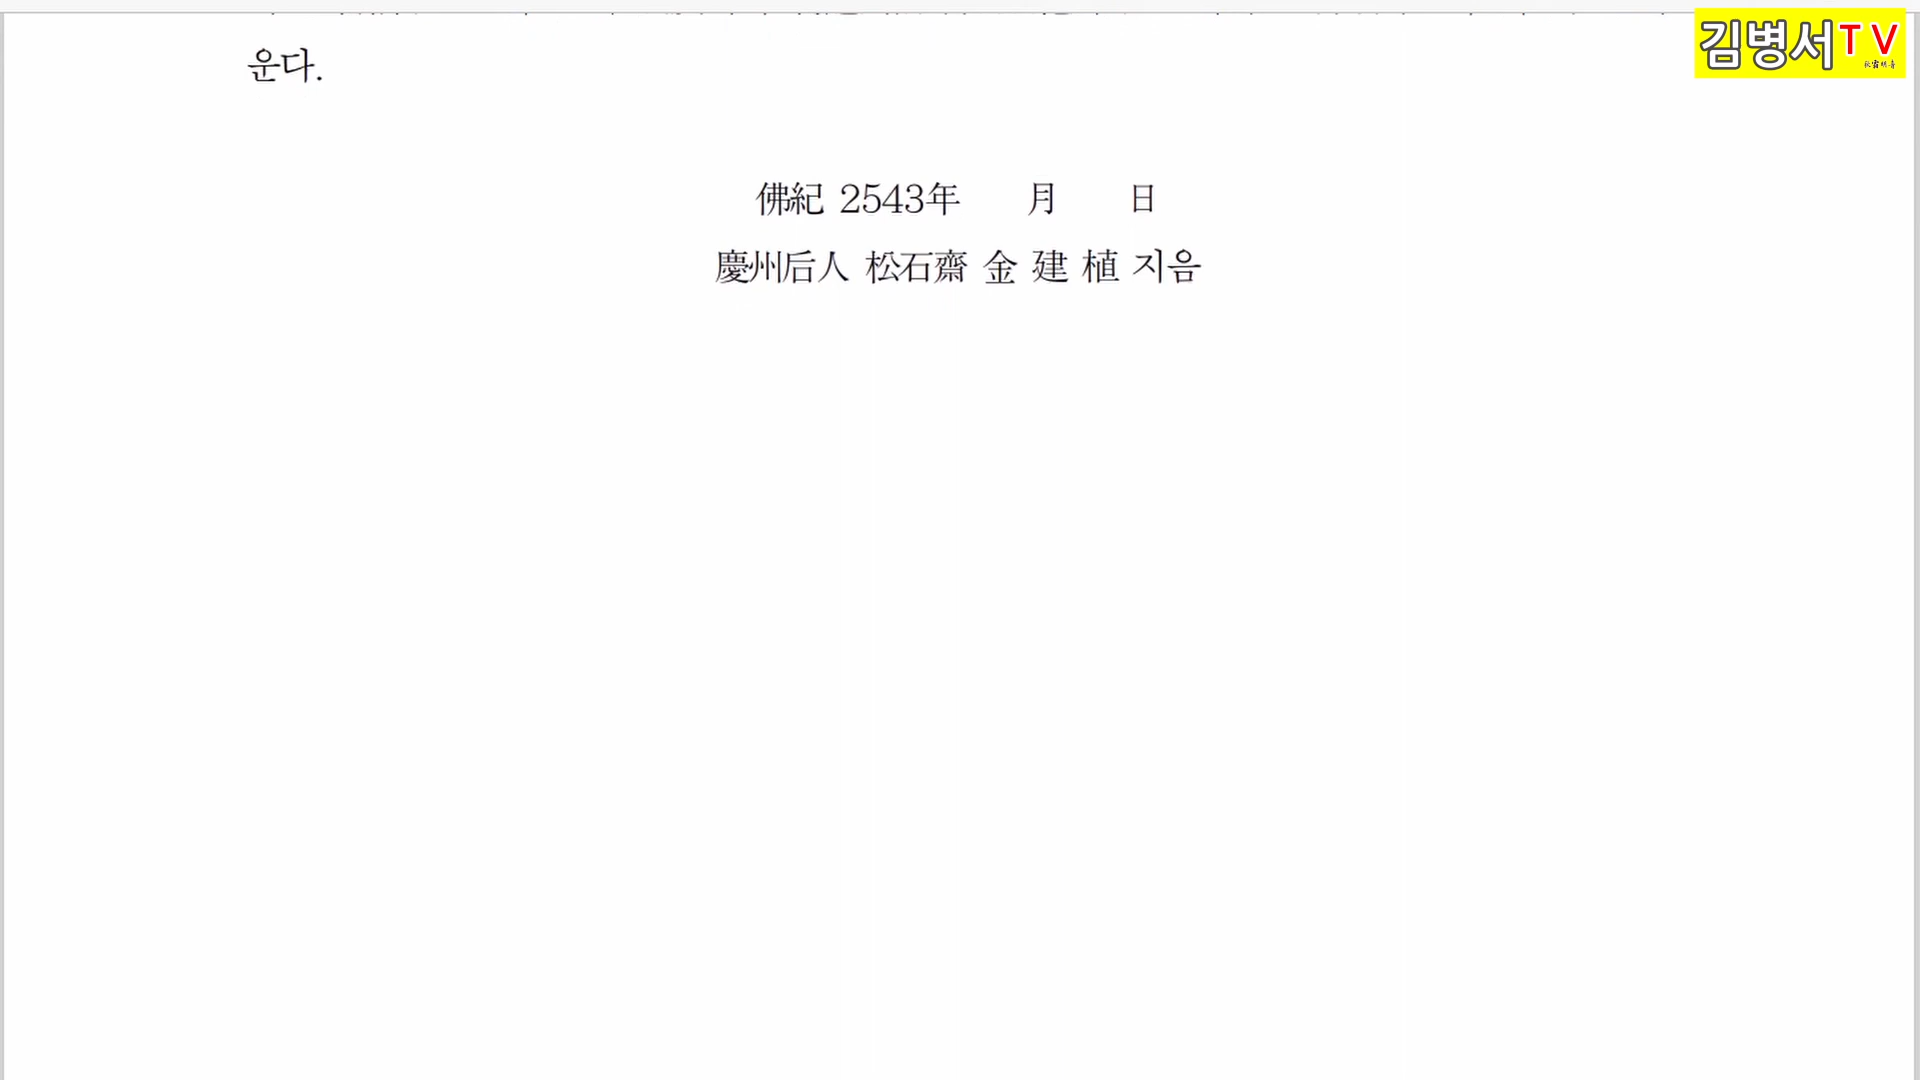 김병서TV
운다.
佛紀 2543年 月 日
慶州后人 松石齋 金 建 植 지음